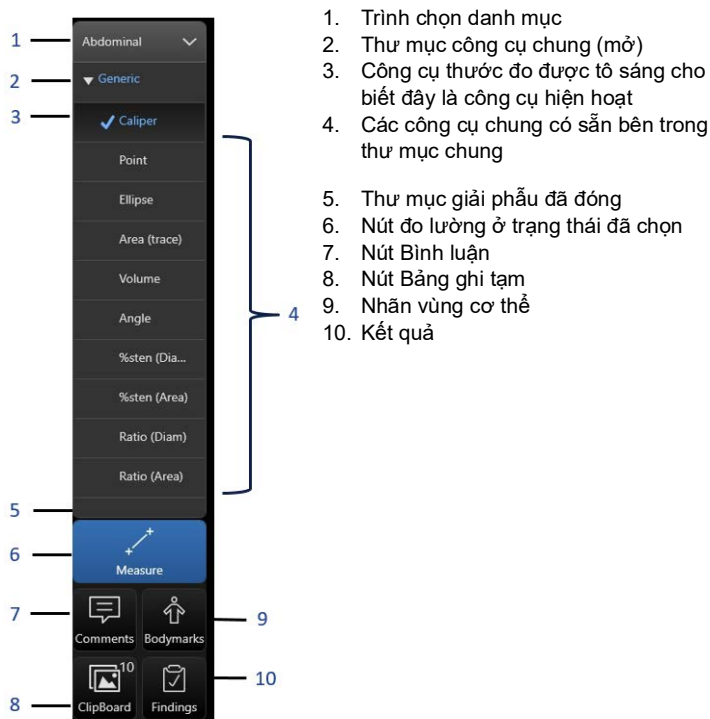 1. Trình chọn danh mục
2. Thư mục công cụ chung (mở)
3. Công cụ thước đo được tô sáng cho
biết đây là công cụ hiện hoạt
4. Các công cụ chung có sẵn bên trong
thư mục chung
5. Thư mục giải phẫu đã đóng
6. Nút đo lường ở trạng thái đã chọn
7. Nút Bình luận
8. Nút Bảng ghi tạm
9. Nhãn vùng cơ thể
10. Kết quả
1
Abdominal
2
Generic
3
Caliper
Point
Ellipse
Area (trace)
Volume
Angle
4
%sten (Dia...
%sten (Area)
Ratio (Diam)
Ratio (Area)
5
6
Measure
7
Comments
Bodymarks
9
10
10
8
ClipBoard
Findings